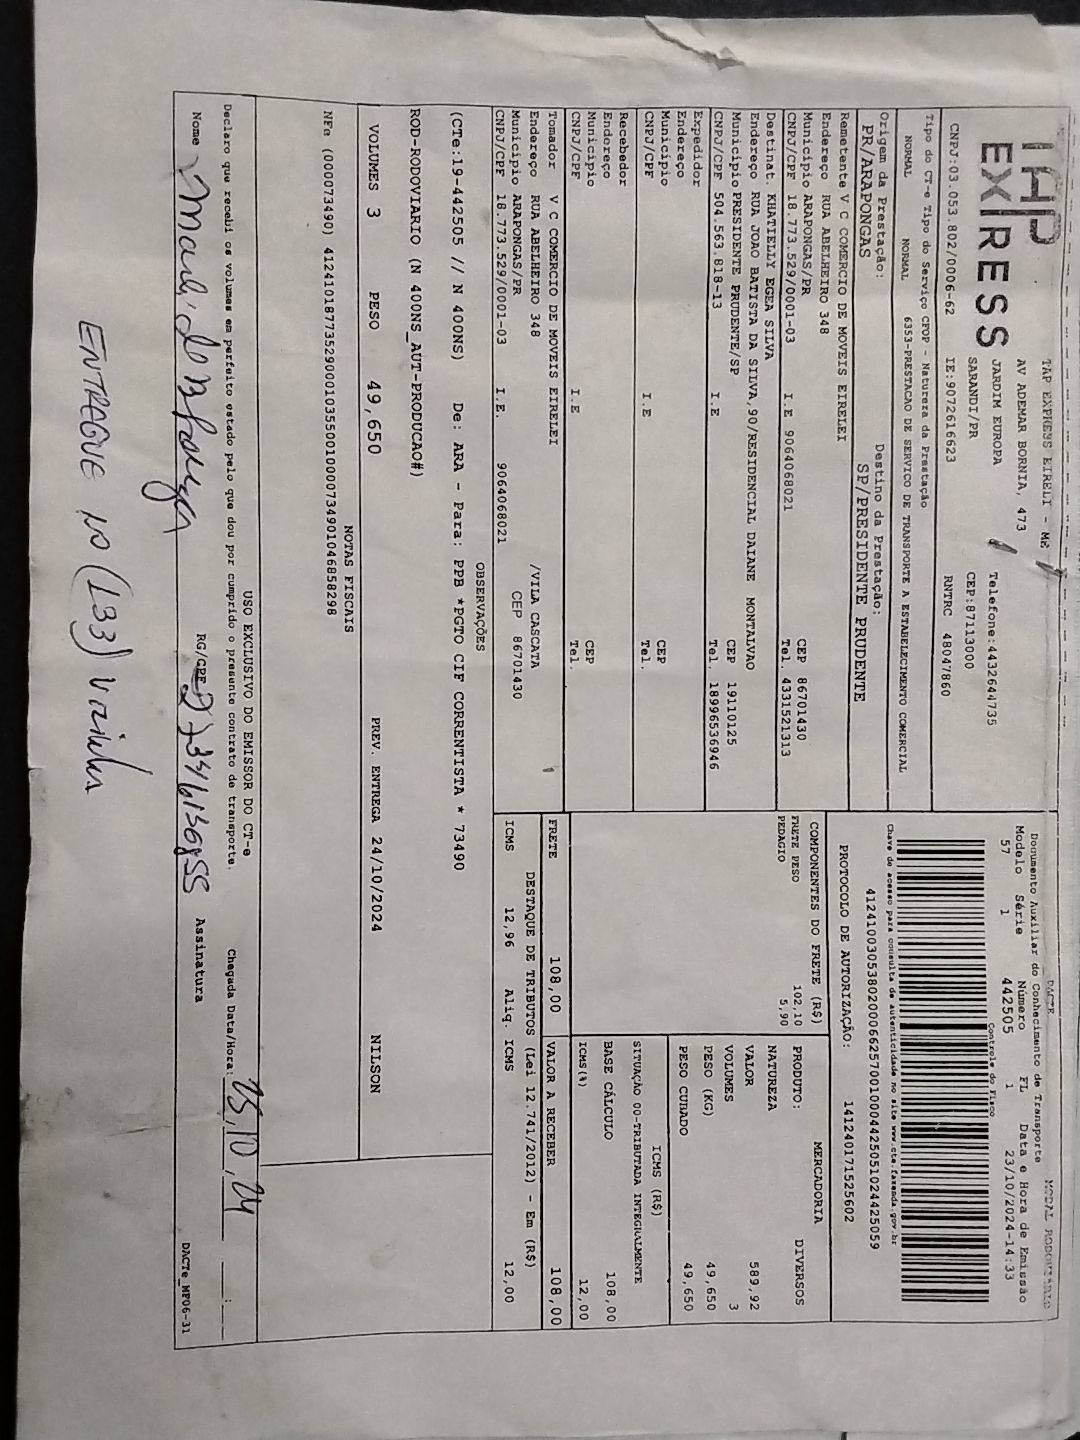 TAP EXPRESS EIRELI - ME
EXPRESS
AV ADEMAR BORNIA, 473
JARDIM EUROPA
SARANDI/PR
Telefone:4432644735
CEP:87113000
CNPJ:03.053.802/0006-62 IE:9072616623 RNTRC 48047860
DACTE MODAL RODOVIARIO
Documento Auxiliar do Conhecimento de Transporte
Modelo Série Número FL Data e Hora de Emissão
57 1 442505 1 23/10/2024-14:33
Controle do Fisco
Chave de acesso para consulta de autenticidade no site www.cte.fazenda.gov.br
41241003053802000662570010004425051024425059
PROTOCOLO DE AUTORIZAÇÃO: 141240171525602
Tipo do CT-e Tipo do Serviço CFOP - Natureza da Prestação
NORMAL NORMAL 6353-PRESTACAO DE SERVICO DE TRANSPORTE A ESTABELECIMENTO COMERCIAL
Origem da Prestação: Destino da Prestação:
PR/ARAPONGAS SP/PRESIDENTE PRUDENTE
Remetente V C COMERCIO DE MOVEIS EIRELEI
Endereço RUA ABELHEIRO 348
Município ARAPONGAS/PR CEP 86701430
CNPJ/CPF 18.773.529/0001-03 I.E 9064068021 Tel. 4331521313
Destinat. KHATIELLY EGEA SILVA
Endereço RUA JOAO BATISTA DA SILVA,90/RESIDENCIAL DAIANE MONTALVAO
Município PRESIDENTE PRUDENTE/SP CEP 19110125
CNPJ/CPF 504.563.818-13 I.E Tel. 18996536946
Expedidor
Endereço
Município CEP
CNPJ/CPF I.E Tel.
Recebedor
Endereço
Município CEP
CNPJ/CPF I.E Tel.
Tomador V C COMERCIO DE MOVEIS EIRELEI
Endereço RUA ABELHEIRO 348 /VILA CASCATA
Município ARAPONGAS/PR CEP 86701430
CNPJ/CPF 18.773.529/0001-03 I.E. 9064068021
COMPONENTES DO FRETE (R$)
FRETE PESO 102,10
PEDAGIO 5,90
PRODUTO: MERCADORIA
NATUREZA DIVERSOS
VALOR 589,92
VOLUMES 3
PESO (KG) 49,650
PESO CUBADO 49,650
ICMS (R$)
SITUAÇÃO 00-TRIBUTADA INTEGRALMENTE
BASE CÁLCULO 108,00
ICMS(%) 12,00
FRETE 108,00 VALOR A RECEBER 108,00
DESTAQUE DE TRIBUTOS (Lei 12.741/2012) - Em (R$)
ICMS 12,96 Aliq. ICMS 12,00
OBSERVAÇÕES
(CTe:19-442505 // N 400NS) De: ARA - Para: PPB *PGTO CIF CORRENTISTA * 73490
ROD-RODOVIARIO (N 400NS_AUT-PRODUCAO#)
VOLUMES 3 PESO 49,650 PREV. ENTREGA 24/10/2024 NILSON
NOTAS FISCAIS
NFe (000073490) 41241018773529000103550010000734901046858298
USO EXCLUSIVO DO EMISSOR DO CT-e
Declaro que recebi os volumes em perfeito estado pelo que dou por cumprido o presente contrato de transporte. Chegada Data/Hora: 25,10,24 :
Nome RG/CPF Assinatura
DACTe_MF06-31
ENTREGUE NO (133) Vizinha